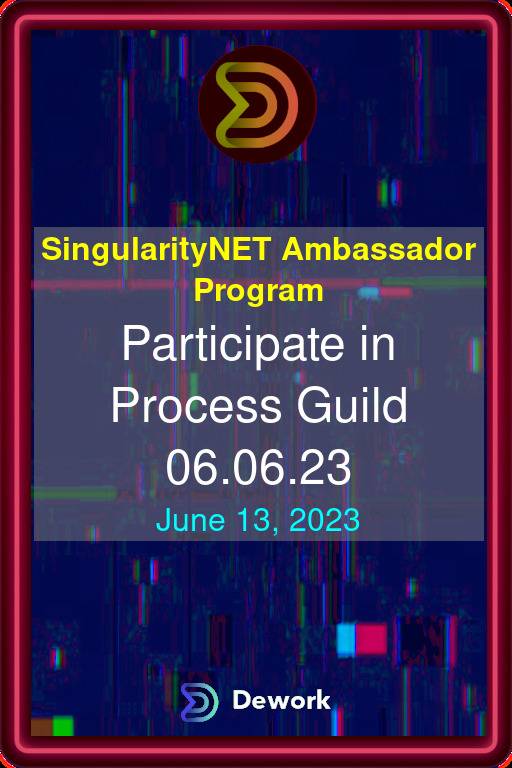 SingularityNET Ambassador
Program
Participate in
Process Guild
06.06.23
June 13, 2023
Dework